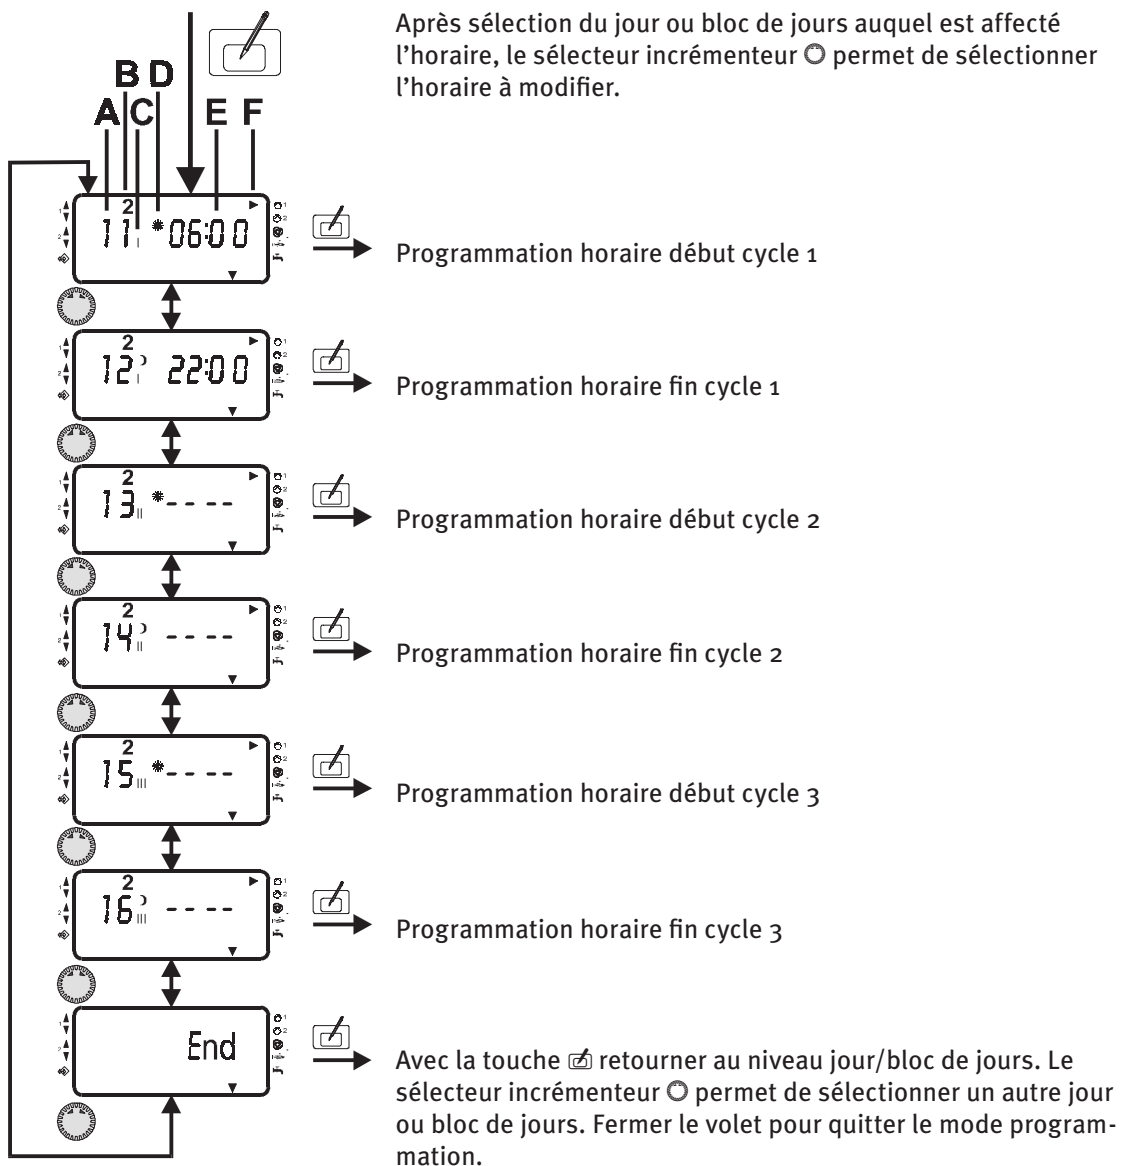 Après sélection du jour ou bloc de jours auquel est affecté
l'horaire, le sélecteur incrémenteur permet de sélectionner
l'horaire à modifier.
B D
A C E F
2
11 I *06:00
Programmation horaire début cycle 1
2
12 I 22:00
Programmation horaire fin cycle 1
2
13 II *- - - -
Programmation horaire début cycle 2
2
14 II - - - -
Programmation horaire fin cycle 2
2
15 III *- - - -
Programmation horaire début cycle 3
2
16 III - - - -
Programmation horaire fin cycle 3
End
Avec la touche retourner au niveau jour/bloc de jours. Le
sélecteur incrémenteur permet de sélectionner un autre jour
ou bloc de jours. Fermer le volet pour quitter le mode program-
mation.